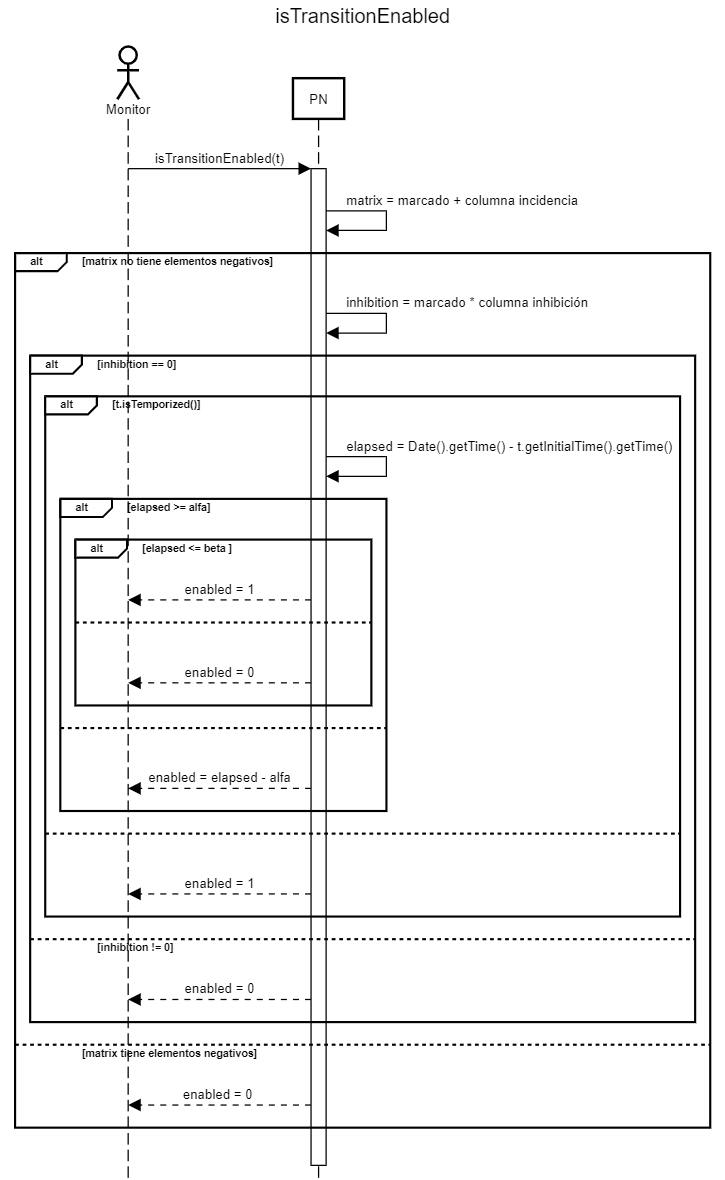 isTransitionEnabled
Monitor
PN
isTransitionEnabled(t)
matrix = marcado + columna incidencia
alt
[matrix no tiene elementos negativos]
inhibition = marcado * columna inhibición
alt
[inhibition == 0]
alt
[t.isTemporized()]
elapsed = Date().getTime() - t.getInitialTime().getTime()
alt
[elapsed >= alfa]
alt
[elapsed <= beta ]
enabled = 1
enabled = 0
enabled = elapsed - alfa
enabled = 1
[inhibition != 0]
enabled = 0
[matrix tiene elementos negativos]
enabled = 0